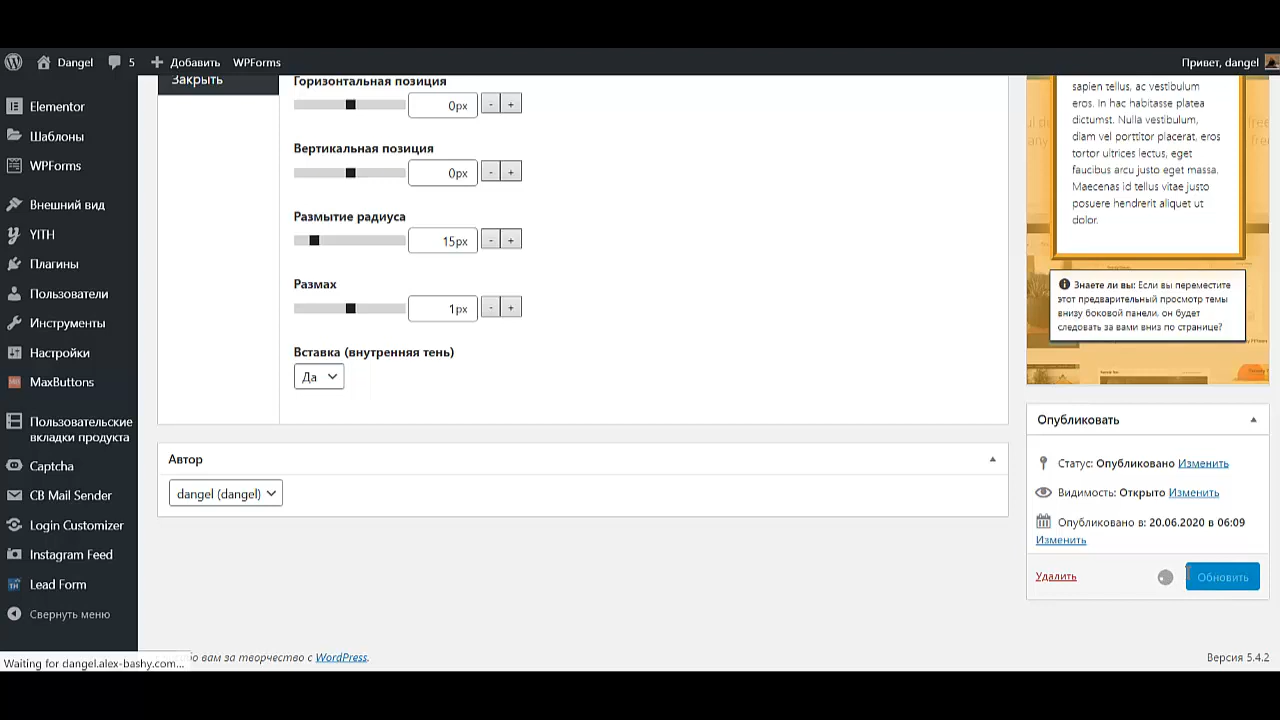 Dangel
5
Добавить
WPForms
Привет, dangel
Elementor
Шаблоны
WPForms
Внешний вид
YITH
Плагины
Пользователи
Инструменты
Настройки
MaxButtons
Пользовательские
вкладки продукта
Captcha
CB Mail Sender
Login Customizer
Instagram Feed
Lead Form
Свернуть меню
Waiting for dangel.alex-bashy.com...
Закрыть
Горизонтальная позиция
0px
-
+
Вертикальная позиция
0px
-
+
Размытие радиуса
15px
-
+
Размах
1px
-
+
Вставка (внутренняя тень)
Да
Автор
dangel (dangel)
вам за творчество с WordPress.
sapien tellus, ac vestibulum
eros. In hac habitasse platea
dictumst. Nulla vestibulum,
diam vel porttitor placerat, eros
tortor ultrices lectus, eget
faucibus arcu justo eget massa.
Maecenas id tellus vitae justo
posuere hendrerit aliquet ut
dolor.
Знаете ли вы: Если вы переместите
этот предварительный просмотр темы
внизу боковой панели, он будет
следовать за вами вниз по странице?
Опубликовать
Статус: Опубликовано Изменить
Видимость: Открыто Изменить
Опубликовано в: 20.06.2020 в 06:09
Изменить
Удалить
Обновить
Версия 5.4.2